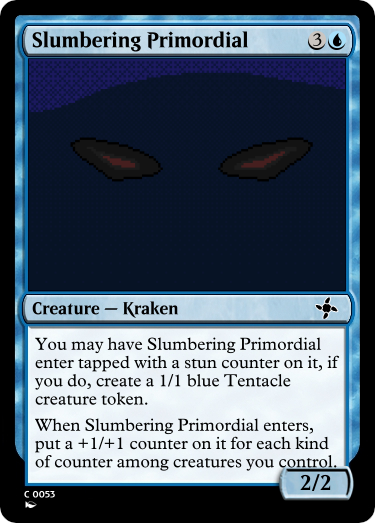 Slumbering Primordial 3
Creature — Kraken
You may have Slumbering Primordial
enter tapped with a stun counter on it, if
you do, create a 1/1 blue Tentacle
creature token.
When Slumbering Primordial enters,
put a +1/+1 counter on it for each kind
of counter among creatures you control.
2/2
C 0053